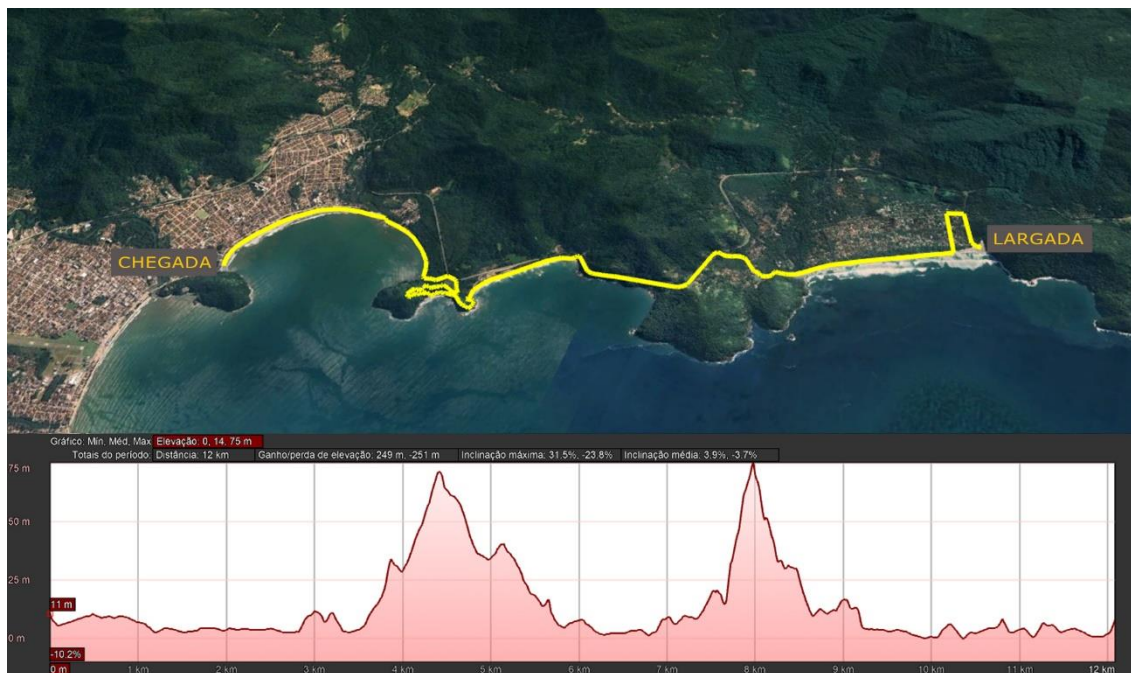 CHEGADA
LARGADA
Gráfico: Mín, Méd, Max Elevação: 0, 14, 75 m
Totais do período: Distância: 12 km Ganho/perda de elevação: 249 m, -251 m Inclinação máxima: 31.5%, -23.8% Inclinação média: 3.9%, -3.7%
75 m
50 m
25 m
11 m
0 m
-10.2%
0 m 1 km 2 km 3 km 4 km 5 km 6 km 7 km 8 km 9 km 10 km 11 km 12 km